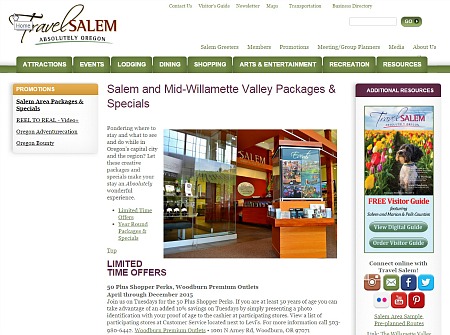 Contact Us Visitor's Guide Newsletter Maps Transportation Business Directory
Home
Travel SALEM
ABSOLUTELY OREGON
GO
Salem Greeters Members Promotions Meeting/Group Planners Media About Us
ATTRACTIONS EVENTS LODGING DINING SHOPPING ARTS & ENTERTAINMENT RECREATION RESOURCES
PROMOTIONS
Salem Area Packages &
Specials
REEL TO REAL - Video+
Oregon Adventurecation
Oregon Bounty
Salem and Mid-Willamette Valley Packages &
Specials
Pondering where to
stay and what to see
and do while in
Oregon's capital city
and the region? Let
these creative packages
and specials make your
stay an Absolutely
wonderful
experience.
Limited Time
Offers
Year Round
Packages &
Specials
Top
SALEM
LIMITED
TIME OFFERS
50 Plus Shopper Perks, Woodburn Premium Outlets
April through December 2015
Join us on Tuesdays for the 50 Plus Shopper Perks. If you are at least 50 years of age you can
take advantage of an added 10% savings on Tuesdays by simply presenting a photo
identification with your proof of age to the cashier at participating stores. View a list of
participating stores at Customer Service located next to Levi's. For more information call 503-
980-6447. Woodburn Premium Outlets • 1001 N Arney Rd, Woodburn, OR 97071
ADDITIONAL RESOURCES
Travel SALEM
FREE Visitor Guide
featuring
Salem and Marion & Polk Counties
View Digital Guide
Order Visitor Guide
Connect online with
Travel Salem!
Salem Area Sample
Pre-planned Routes
Link: The Willamette Valley